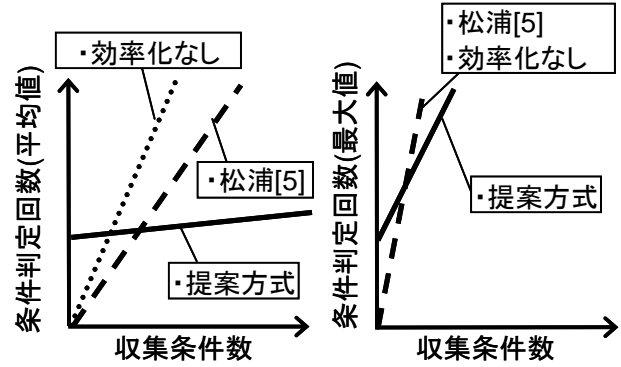 ・効率化なし
条件判定回数(平均値)
・松浦[5]
・提案方式
収集条件数
・松浦[5]
・効率化なし
条件判定回数(最大値)
・提案方式
収集条件数